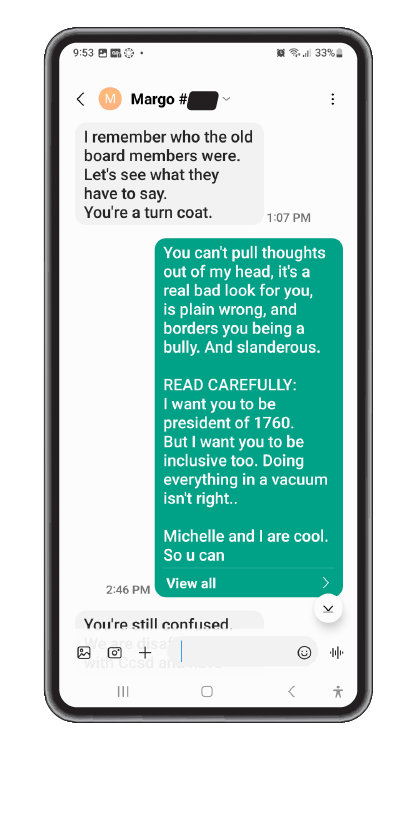 9:53
33%
M Margo #
I remember who the old
board members were.
Let's see what they
have to say.
You're a turn coat.
1:07 PM
You can't pull thoughts
out of my head, it's a
real bad look for you,
is plain wrong, and
borders you being a
bully. And slanderous.
READ CAREFULLY:
I want you to be
president of 1760.
But I want you to be
inclusive too. Doing
everything in a vacuum
isn't right..
Michelle and I are cool.
So u can
View all
2:46 PM
You're still confused.
We are
with Ccsd and